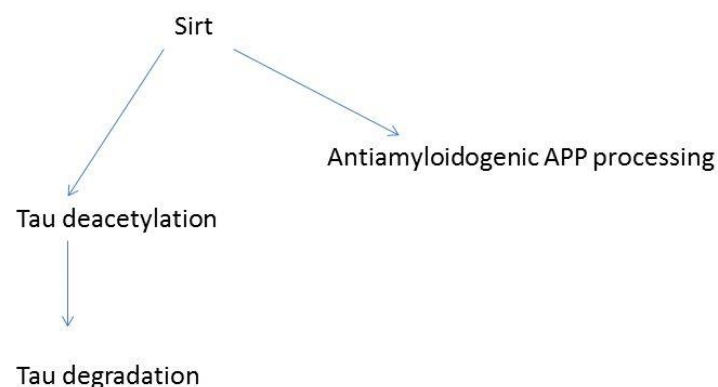 Sirt
Antiamyloidogenic APP processing
Tau deacetylation
Tau degradation